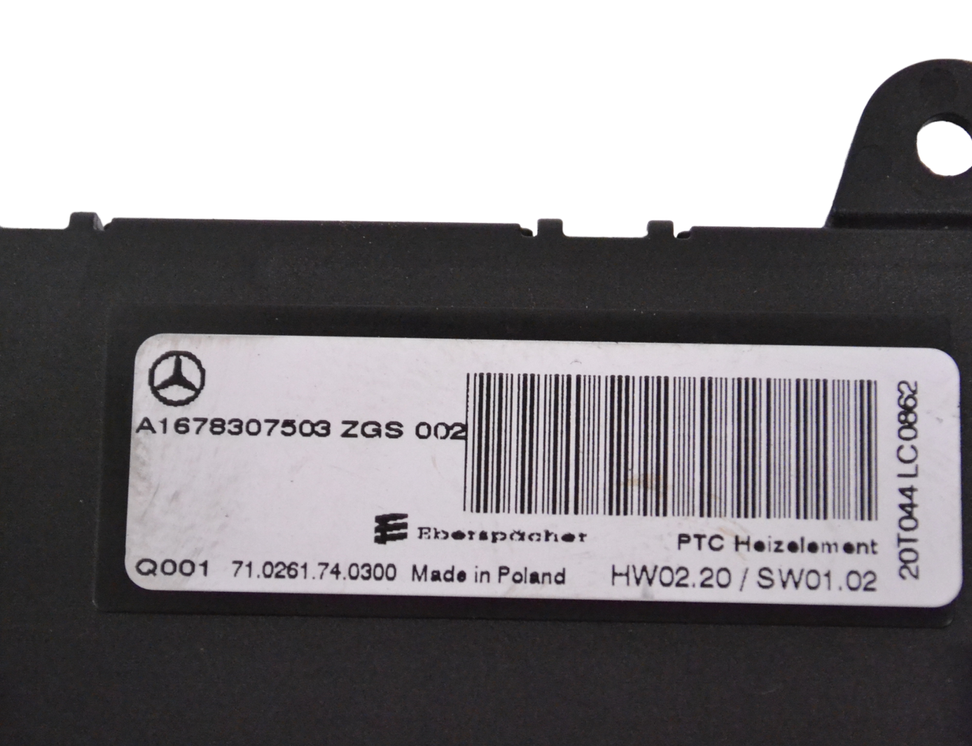 A1678307503 ZGS 002
Eberspächer
PTC Heizelement
Q001 71.0261.74.0300 Made in Poland HW02.20 / SW01.02
20T044 LC0862